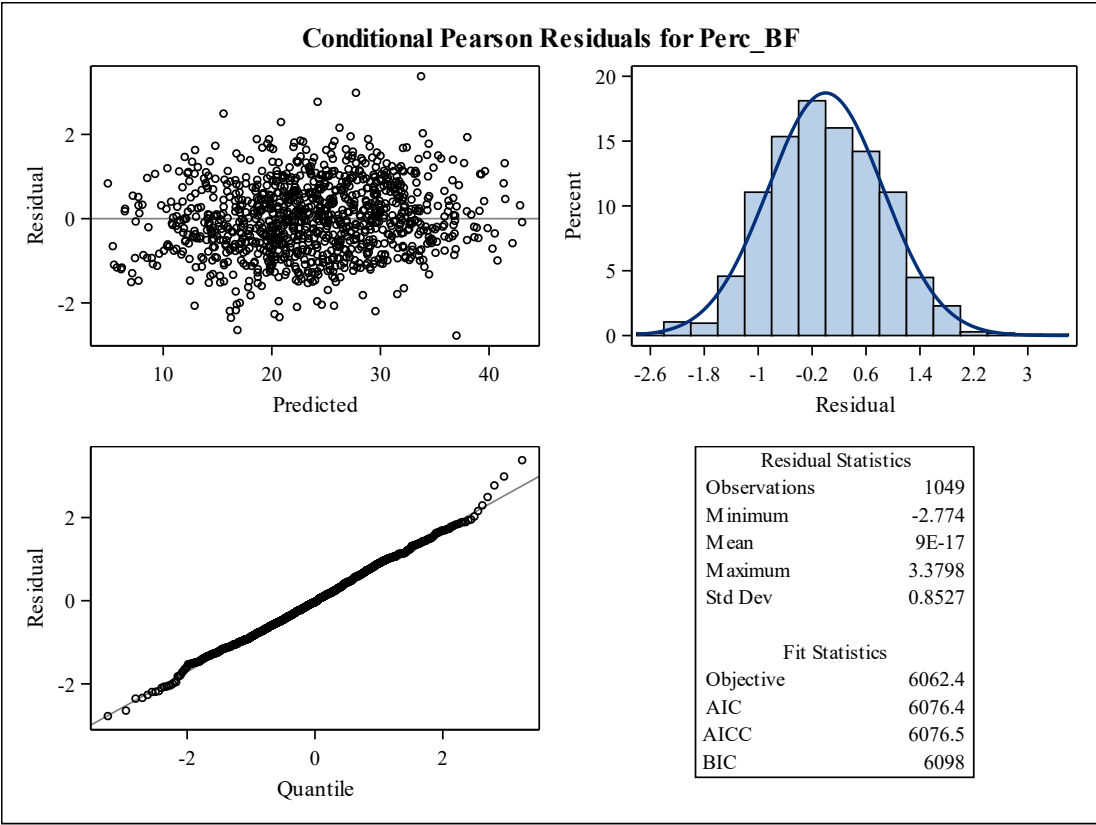 Conditional Pearson Residuals for Perc_BF
Residual
2
0
-2
10 20 30 40
Predicted
Percent
20
15
10
5
0
-2.6 -1.8 -1 -0.2 0.6 1.4 2.2 3
Residual
Residual
2
0
-2
-2 0 2
Quantile
Residual Statistics
Observations 1049
Minimum -2.774
Mean 9E-17
Maximum 3.3798
Std Dev 0.8527
Fit Statistics
Objective 6062.4
AIC 6076.4
AICC 6076.5
BIC 6098